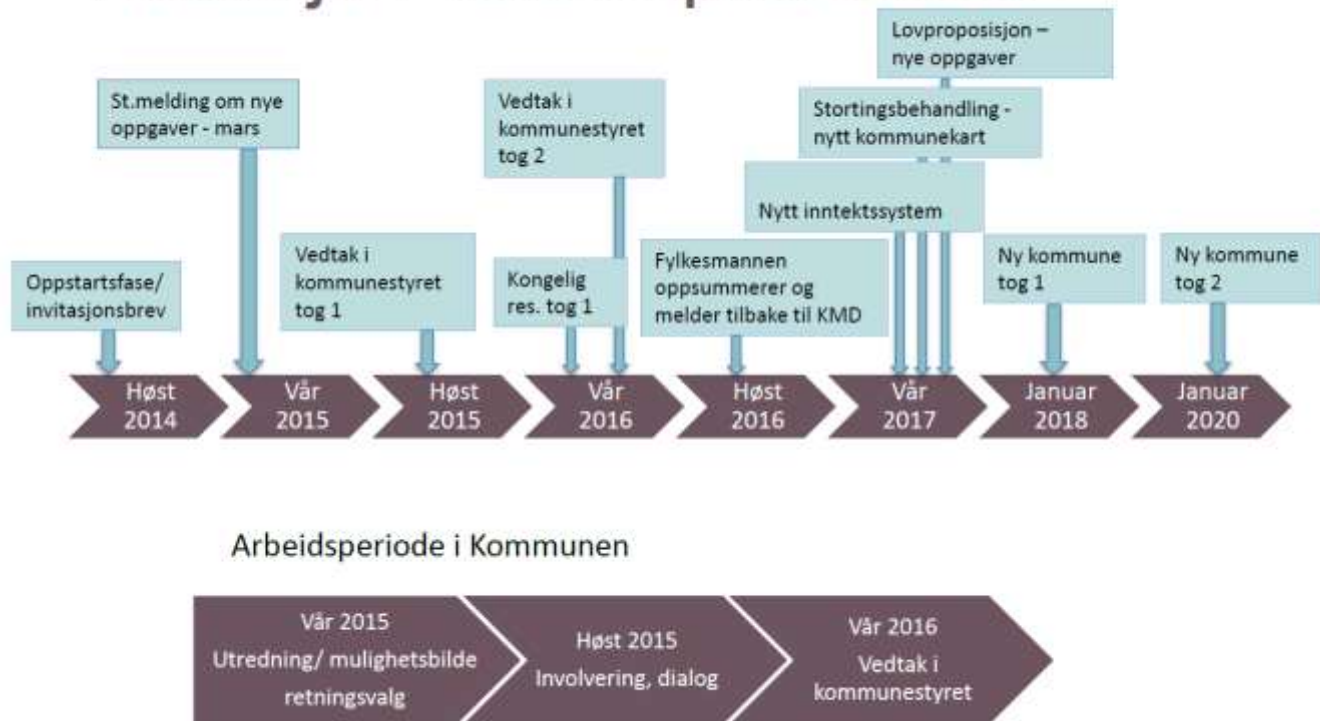 Lovproposisjon –
nye oppgaver
St.melding om nye
oppgaver - mars
Vedtak i
kommunestyret
tog 2
Stortingsbehandling -
nytt kommunekart
Nytt inntektssystem
Oppstartsfase/
invitasjonsbrev
Vedtak i
kommunestyret
tog 1
Kongelig
res. tog 1
Fylkesmannen
oppsummerer og
melder tilbake til KMD
Ny kommune
tog 1
Ny kommune
tog 2
Høst
2014
Vår
2015
Høst
2015
Vår
2016
Høst
2016
Vår
2017
Januar
2018
Januar
2020
Arbeidsperiode i Kommunen
Vår 2015
Utredning/ mulighetsbilde
retningsvalg
Høst 2015
Involvering, dialog
Vår 2016
Vedtak i
kommunestyret